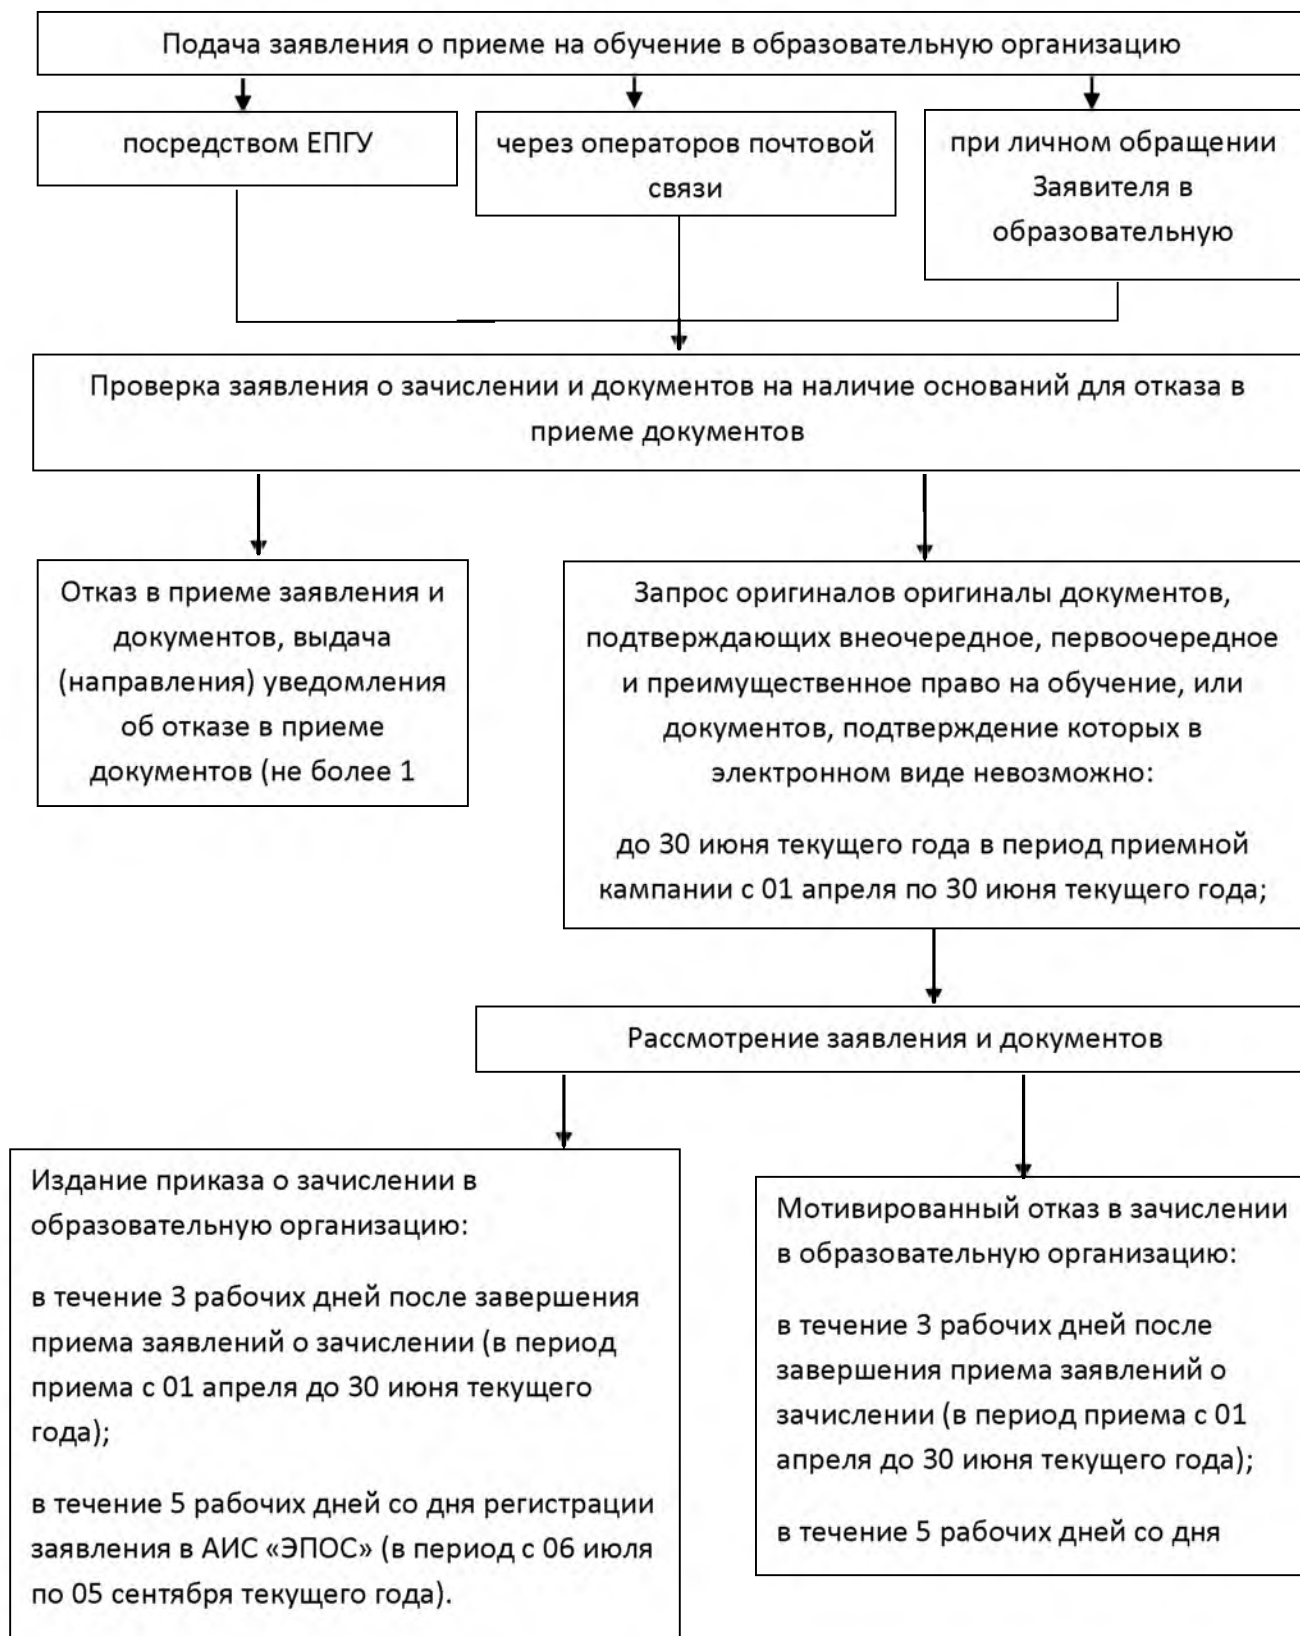 Подача заявления о приеме на обучение в образовательную организацию
посредством ЕПГУ
через операторов почтовой
связи
при личном обращении
Заявителя в
образовательную
Проверка заявления о зачислении и документов на наличие оснований для отказа в
приеме документов
Отказ в приеме заявления и
документов, выдача
(направления) уведомления
об отказе в приеме
документов (не более 1
Запрос оригиналов оригиналы документов,
подтверждающих внеочередное, первоочередное
и преимущественное право на обучение, или
документов, подтверждение которых в
электронном виде невозможно:
до 30 июня текущего года в период приемной
кампании с 01 апреля по 30 июня текущего года;
Рассмотрение заявления и документов
Издание приказа о зачислении в
образовательную организацию:
в течение 3 рабочих дней после завершения
приема заявлений о зачислении (в период
приема с 01 апреля до 30 июня текущего
года);
в течение 5 рабочих дней со дня регистрации
заявления в АИС «ЭПОС» (в период с 06 июля
по 05 сентября текущего года).
Мотивированный отказ в зачислении
в образовательную организацию:
в течение 3 рабочих дней после
завершения приема заявлений о
зачислении (в период приема с 01
апреля до 30 июня текущего года);
в течение 5 рабочих дней со дня